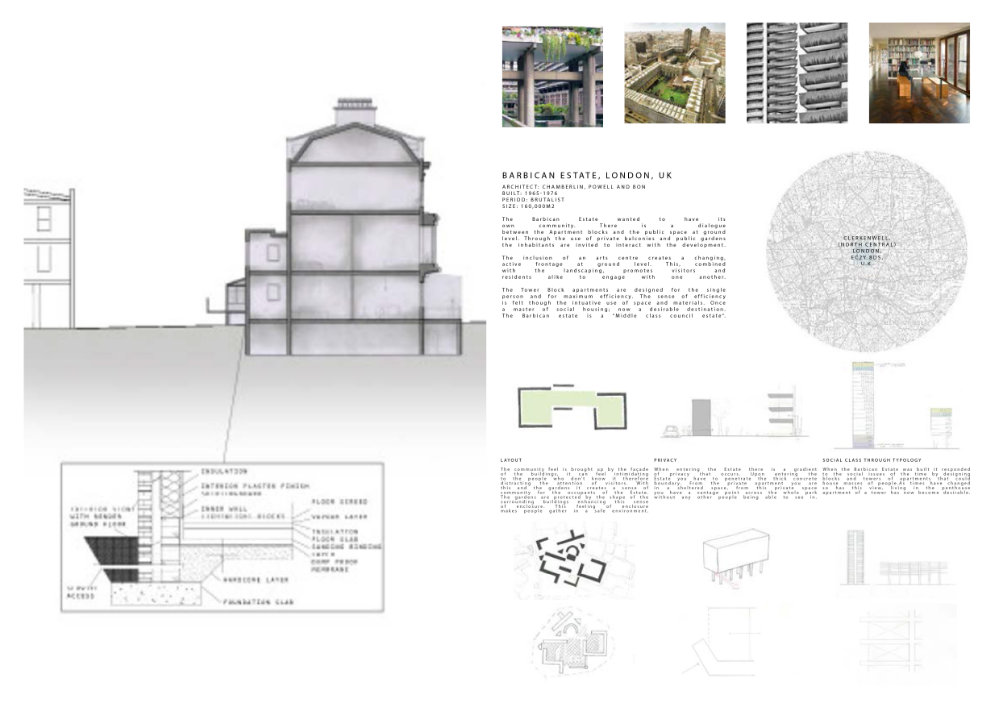 BARBICAN ESTATE, LONDON, UK
ARCHITECT: CHAMBERLIN, POWELL AND BON
BUILT: 1965-1976
PERIOD: BRUTALIST
SIZE: 160,000M2
The Barbican Estate wanted to have its
own community. There is a dialogue
between the Apartment blocks and the public space at ground
level. Through the use of private balconies and public gardens
the inhabitants are invited to interact with the development.
The inclusion of an arts centre creates a changing,
active frontage at ground level. This, combined
with the landscaping, promotes visitors and
residents alike to engage with one another.
The Tower Block apartments are designed for the single
person and for maximum efficiency. The sense of efficiency
is felt though the intuative use of space and materials. Once
a master of social housing; now a desirable destination.
The Barbican estate is a "Middle class council estate".
CLERKENWELL,
(NORTH CENTRAL)
LONDON,
U.K.
LAYOUT
The community feel is brought up by the façade
of the buildings, it can feel intimidating
to the people who don't know it therefore
distracting the attention of visitors. With
this and the gardens it creates a sense of
community for the occupants of the Estate.
The gardens are protected by the shape of the
surrounding buildings enhancing this sense
of enclosure. This feeling of enclosure
makes people gather in a safe environment.
PRIVACY
When entering the Estate there is a gradient
of privacy that occurs. Upon entering the
Estate you have to penetrate the thick concrete
boundary. From the private apartment you are
in a sheltered space, from this private space
you have a vantage point across the whole park
without any other people being able to see in.
SOCIAL CLASS THROUGH TYPOLOGY
When the Barbican Estate was built it responded
to the social issues of the time by designing
blocks and towers of apartments that could
house masses of people. As times have changed
so has this view, living in the penthouse
apartment of a tower has now become desirable.
INSULATION
INTERIOR PLASTER FINISH
INNER WALL
LIGHTWEIGHT BLOCKS
FLOOR SCREED
VAPOUR LAYER
INSULATION
FLOOR SLAB
SANDING BINDING
LAYER
DAMP PROOF
MEMBRANE
HARDCORE LAYER
FOUNDATION SLAB
WITH RENDER
GROUND FLOOR
ACCESS